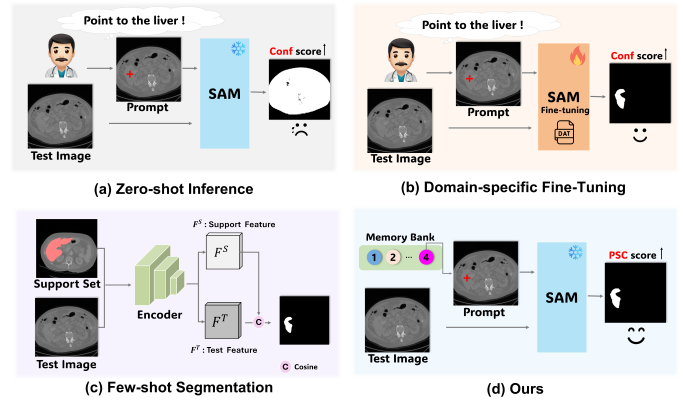 Point to the liver !
Conf score↑
SAM
Prompt
Test Image
(a) Zero-shot Inference
Point to the liver !
Conf score↑
SAM
Fine-tuning
DAT
Prompt
Test Image
(b) Domain-specific Fine-Tuning
F^S : Support Feature
F^S
Support Set
Encoder
F^T
C
Test Image
F^T : Test Feature
C Cosine
(c) Few-shot Segmentation
Memory Bank
1 2 ... 4
PSC score↑
SAM
Prompt
Test Image
(d) Ours